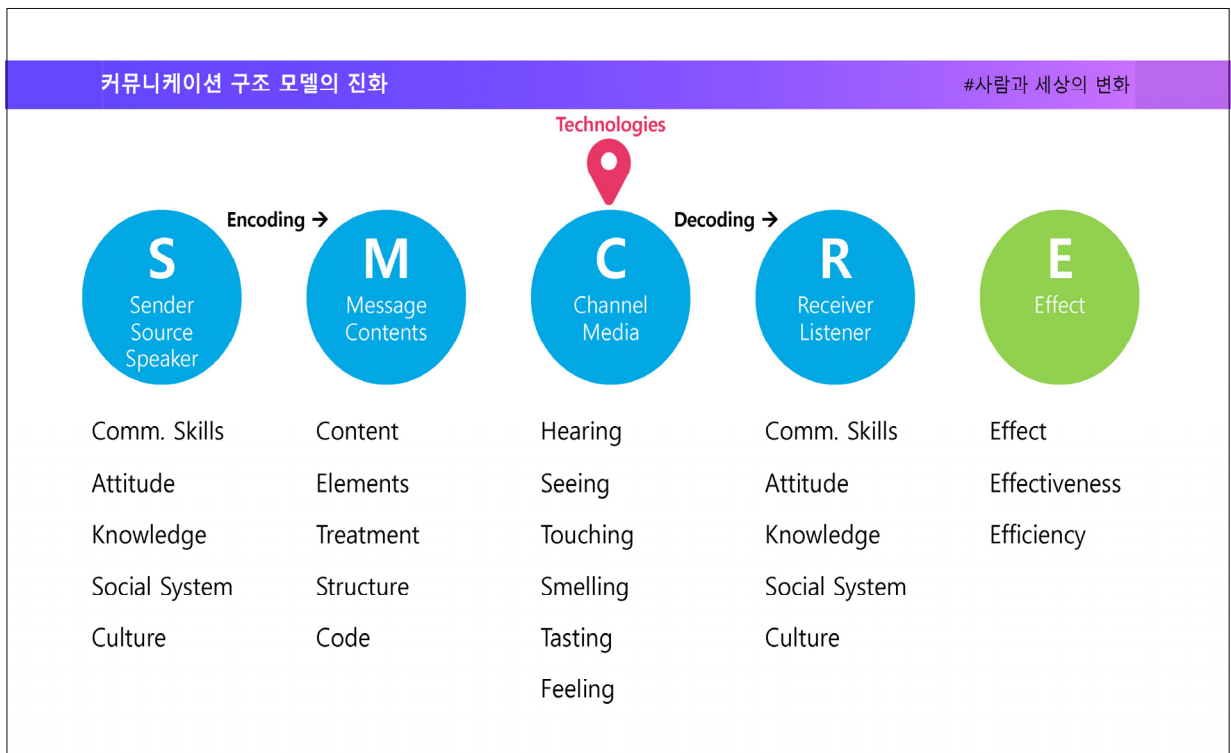 커뮤니케이션 구조 모델의 진화
#사람과 세상의 변화
Technologies
Encoding →
Decoding →
S
Sender
Source
Speaker
M
Message
Contents
C
Channel
Media
R
Receiver
Listener
E
Effect
Comm. Skills
Attitude
Knowledge
Social System
Culture
Content
Elements
Treatment
Structure
Code
Hearing
Seeing
Touching
Smelling
Tasting
Feeling
Comm. Skills
Attitude
Knowledge
Social System
Culture
Effect
Effectiveness
Efficiency